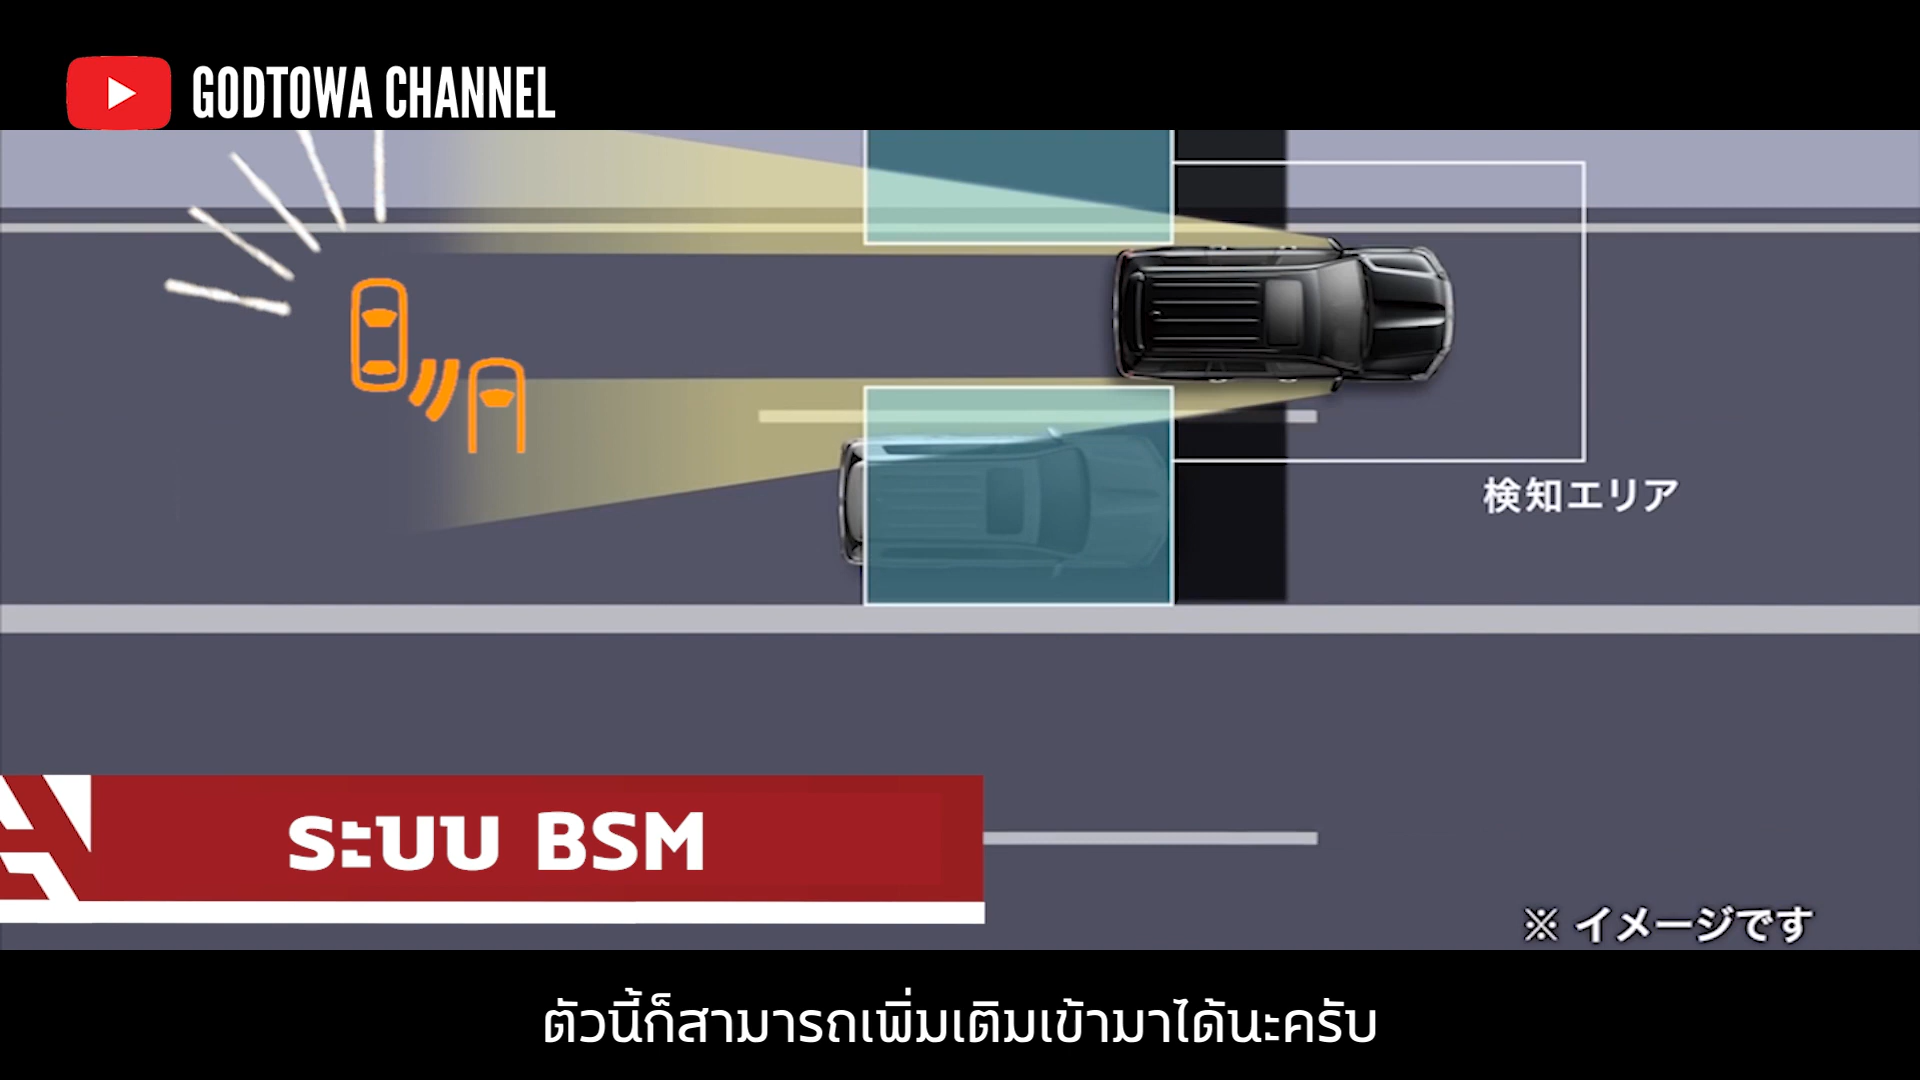 GODTOWA CHANNEL
検知エリア
ระบบ BSM
※ イメージです
ตัวนี้ก็สามารถเพิ่มเติมเข้ามาได้นะครับ